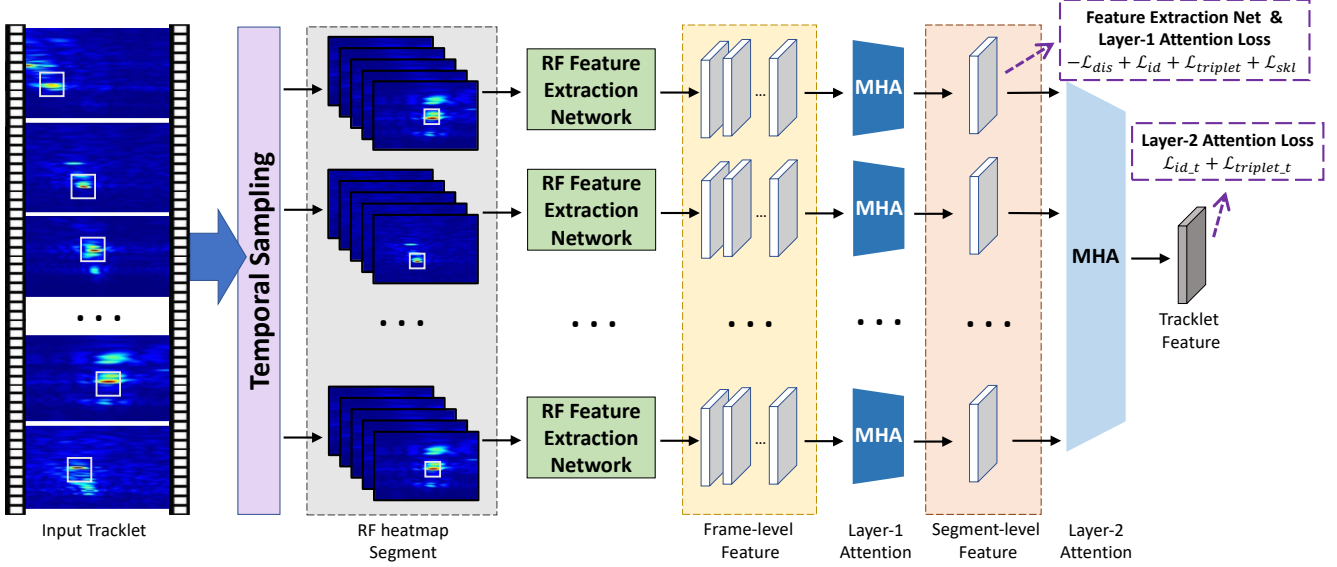 Feature Extraction Net &
Layer-1 Attention Loss
−ℒdis + ℒid + ℒtriplet + ℒskl
Layer-2 Attention Loss
ℒid_t + ℒtriplet_t
Temporal Sampling
RF Feature
Extraction
Network
...
MHA
RF Feature
Extraction
Network
...
MHA
MHA
Tracklet
Feature
...
...
...
...
...
...
RF Feature
Extraction
Network
...
MHA
Input Tracklet
RF heatmap
Segment
Frame-level
Feature
Layer-1
Attention
Segment-level
Feature
Layer-2
Attention